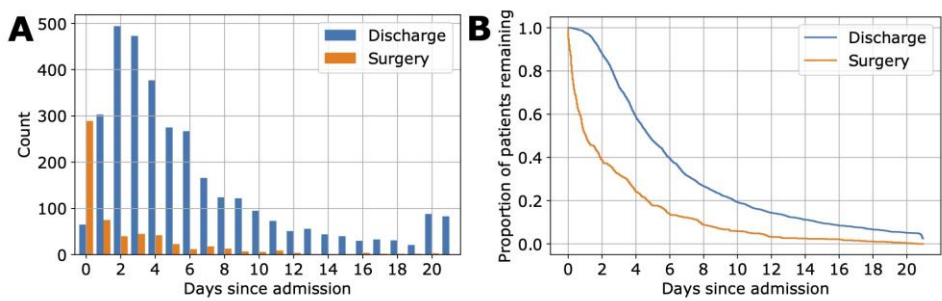 A
500
400
300
200
100
0
Count
Discharge
Surgery
0 2 4 6 8 10 12 14 16 18 20
Days since admission
B
1.0
0.8
0.6
0.4
0.2
0.0
Proportion of patients remaining
Discharge
Surgery
0 2 4 6 8 10 12 14 16 18 20
Days since admission